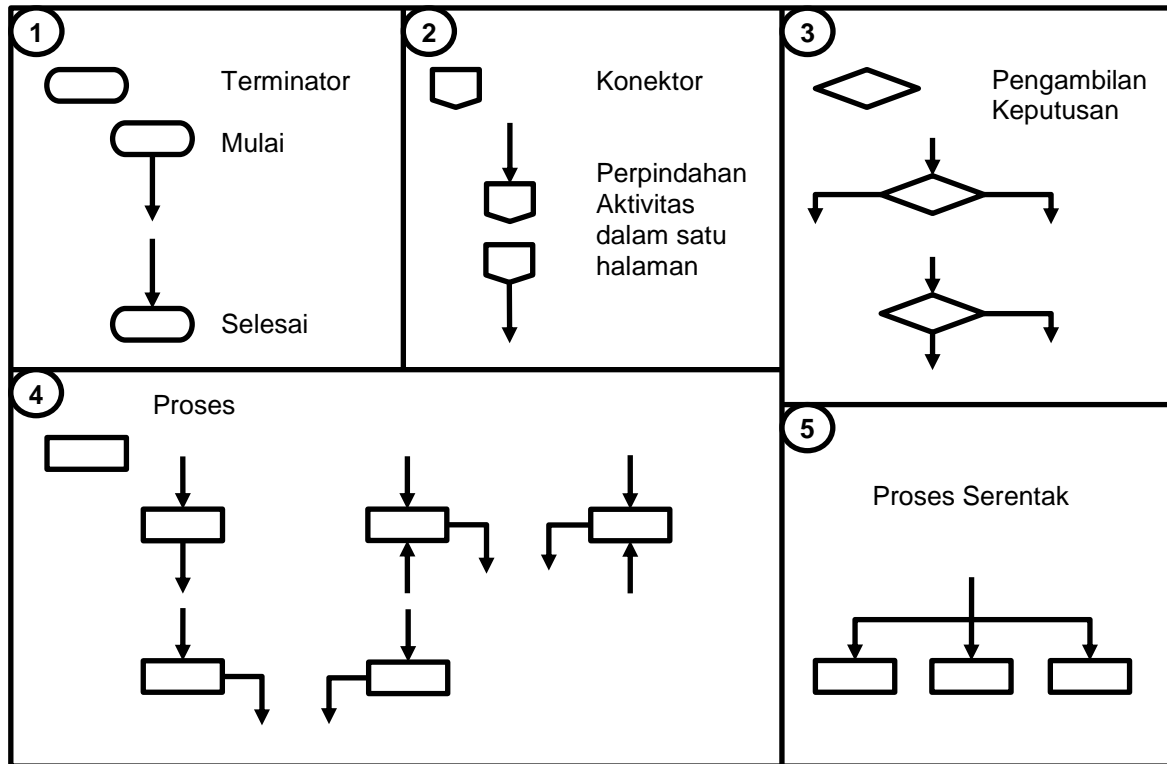 1
Terminator
Mulai
Selesai
2
Konektor
Perpindahan
Aktivitas
dalam satu
halaman
3
Pengambilan
Keputusan
4
Proses
5
Proses Serentak